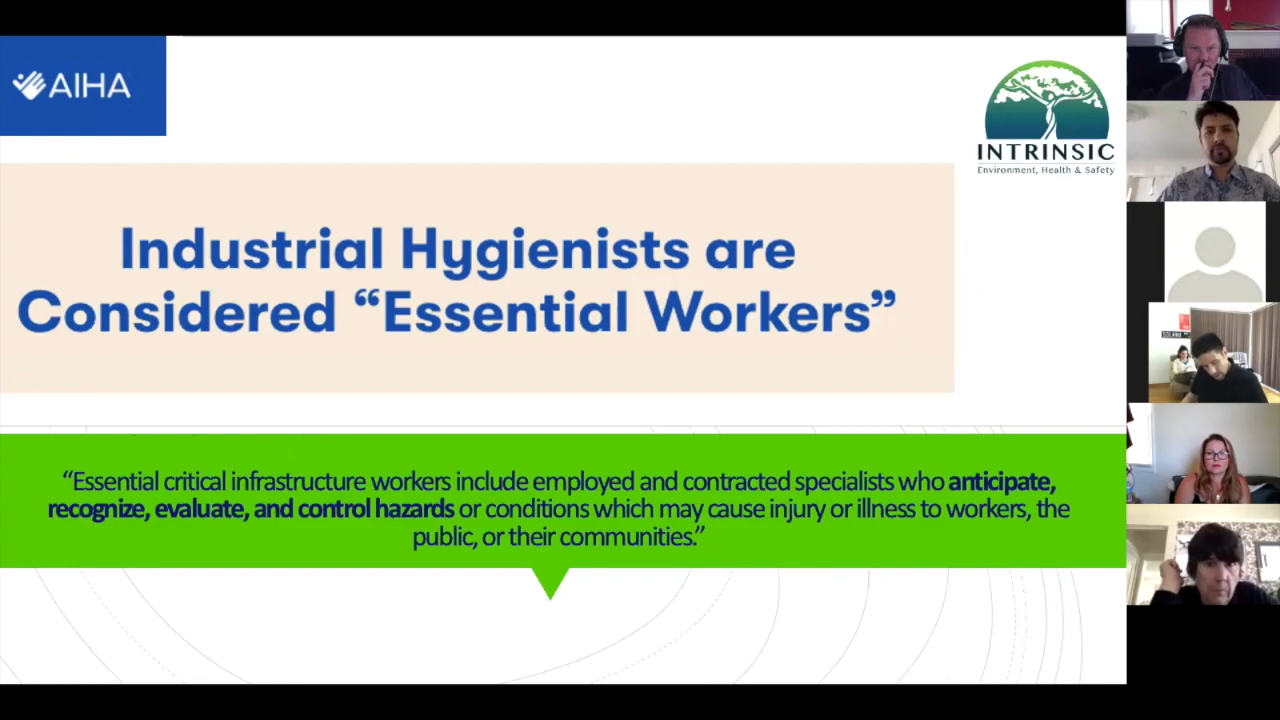 AIHA
INTRINSIC
Environment, Health & Safety
Industrial Hygienists are
Considered “Essential Workers”
“Essential critical infrastructure workers include employed and contracted specialists who anticipate,
recognize, evaluate, and control hazards or conditions which may cause injury or illness to workers, the
public, or their communities.”